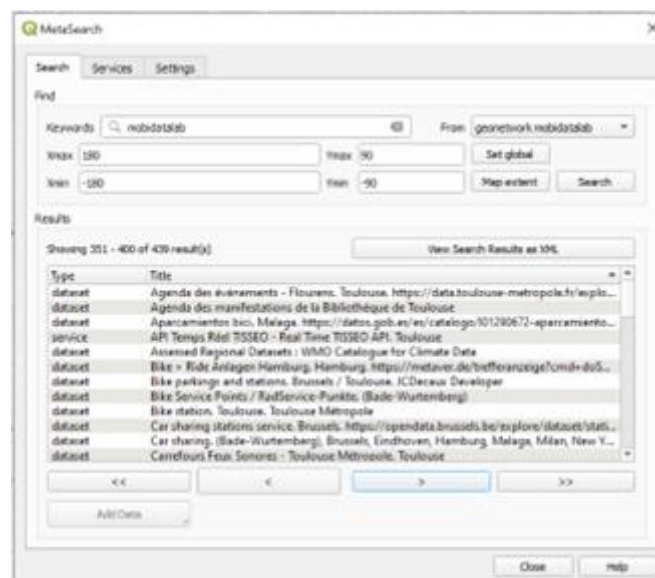 MetaSearch
Search Services Settings
Find
Keywords mobidatalab From geonetwork.mobidatalab
Xmax 180 Ymax 90 Set global
Xmin -180 Ymin -90 Map extent Search
Results
Showing 351 - 400 of 439 result(s) View Search Results as XML
Type Title
dataset Agenda des événements - Flourens. Toulouse. https://data.toulouse-metropole.fr/explo...
dataset Agenda des manifestations de la Bibliothèque de Toulouse
dataset Aparcamientos bici. Malaga. https://datos.gob.es/es/catalogo/l01290672-aparcamiento...
service API Temps Réel TISSEO - Real Time TISSEO API. Toulouse
dataset Assessed Regional Datasets : WMO Catalogue for Climate Data
dataset Bike + Ride Anlagen Hamburg. Hamburg. https://metaver.de/trefferanzeige?cmd=doS...
dataset Bike parkings and stations. Brussels / Toulouse. JCDecaux Developer
dataset Bike Service Points / RadService-Punkte. (Bade-Wurtemberg)
dataset Bike station. Toulouse. Toulouse Métropole
dataset Car sharing stations service. Brussels. https://opendata.brussels.be/explore/dataset/stati...
dataset Car sharing. (Bade-Wurtemberg), Brussels, Eindhoven, Hamburg, Malaga, Milan, New Y...
dataset Carrefours Feux Sonores - Toulouse Métropole. Toulouse
<< < > >>
Add Data
Close Help